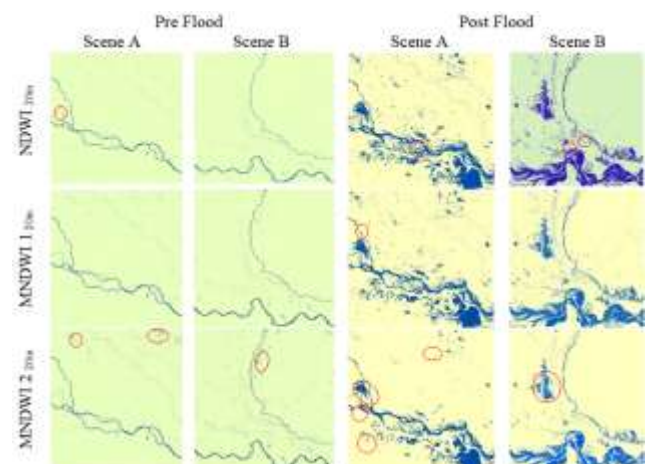 Pre Flood
Post Flood
Scene A
Scene B
Scene A
Scene B
NDWI
MNDWI 1
MNDWI 2